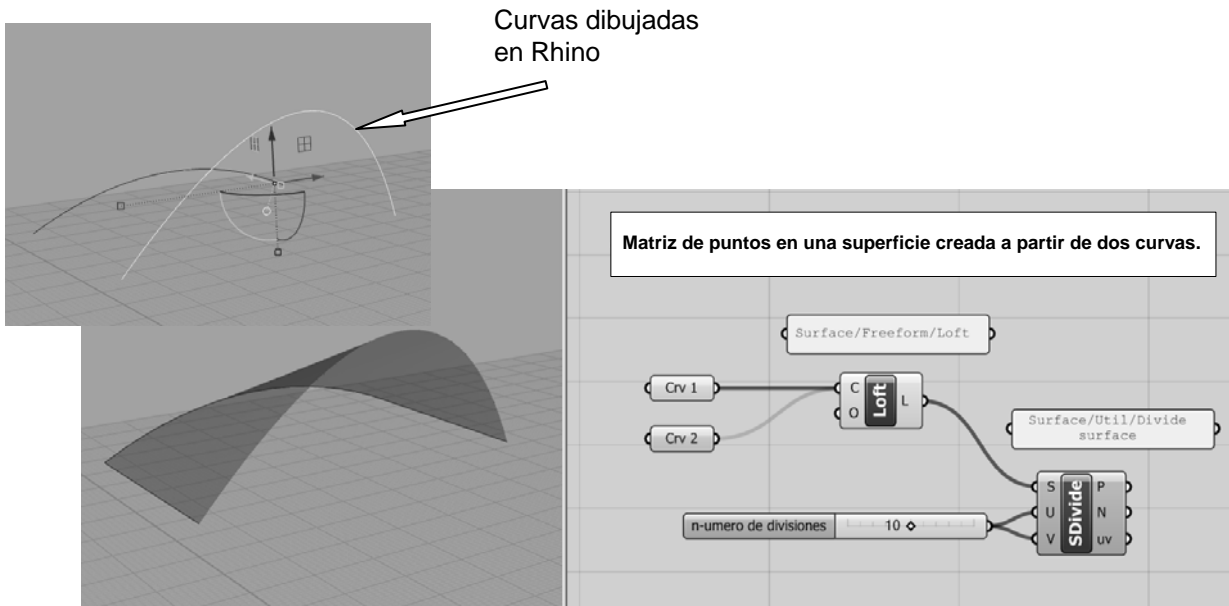 Curvas dibujadas
en Rhino
Matriz de puntos en una superficie creada a partir de dos curvas.
Surface/Freeform/Loft
Crv 1
Crv 2
C
O
Loft
L
Surface/Util/Divide
surface
n-umero de divisiones
10
S
U
V
SDivide
P
N
uv